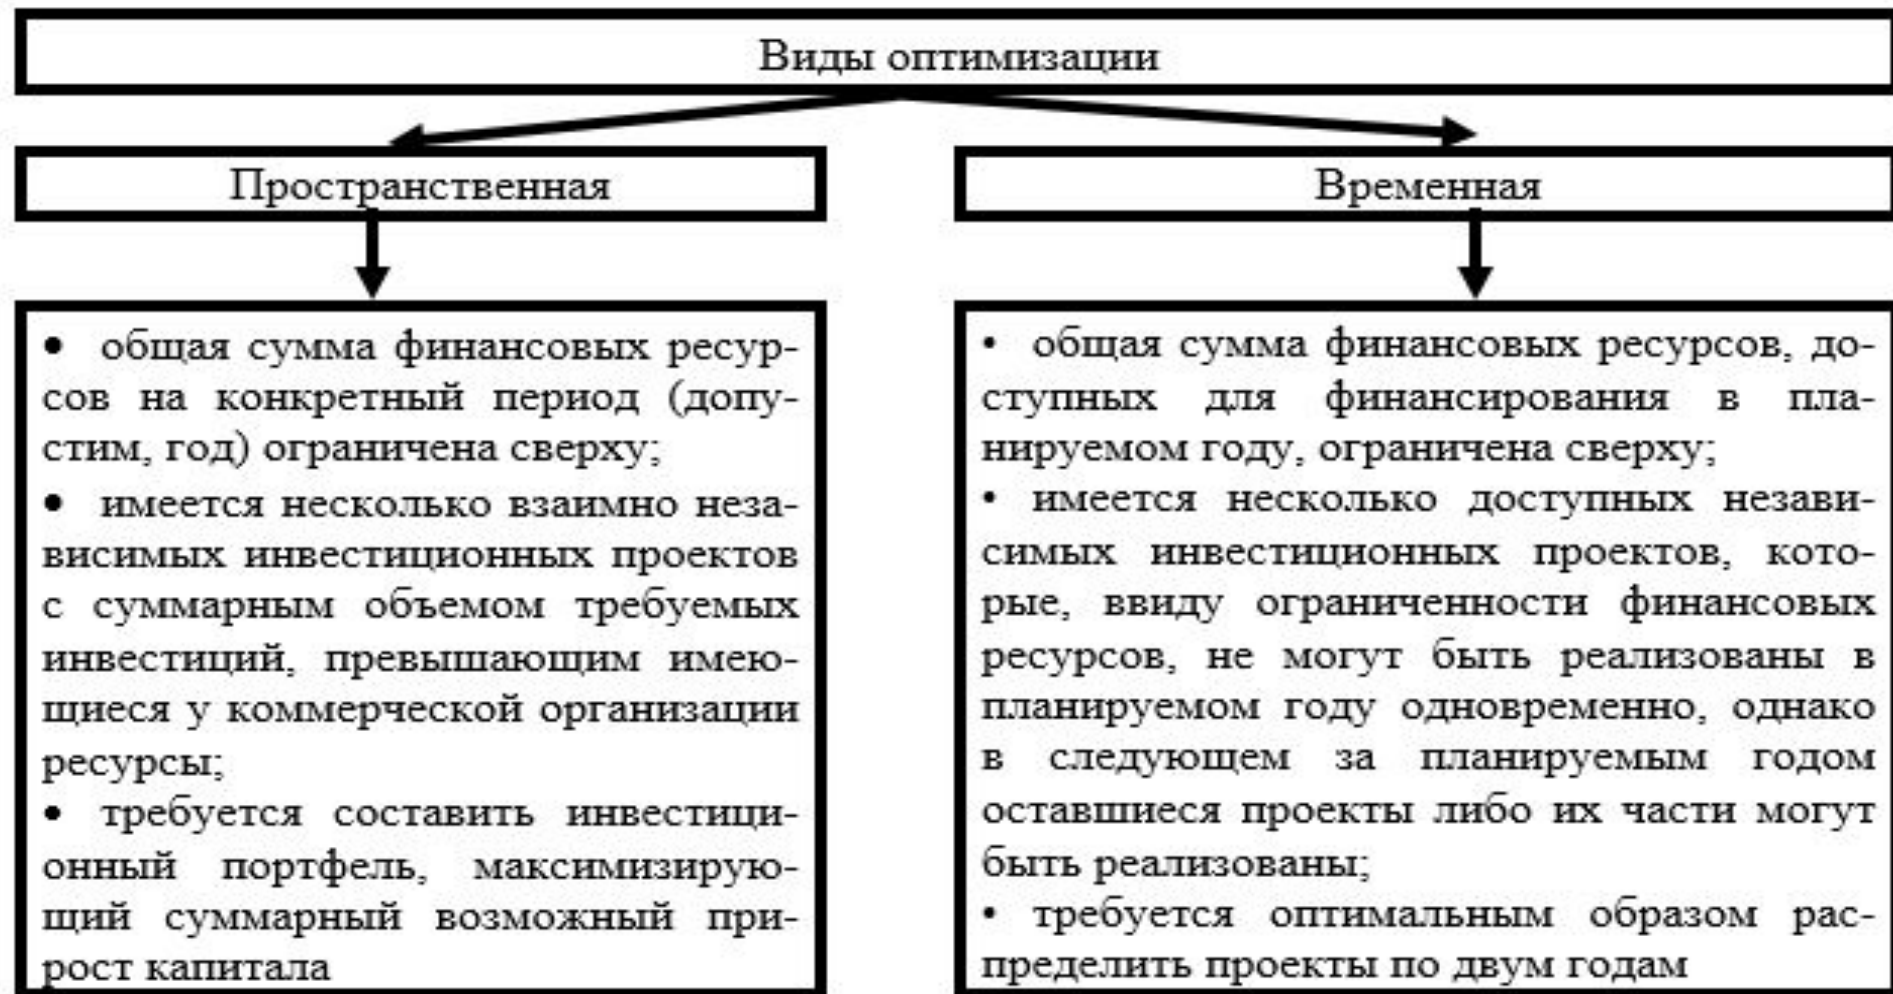 Виды оптимизации
Пространственная
Временная
• общая сумма финансовых ресур-
сов на конкретный период (допу-
стим, год) ограничена сверху;
• имеется несколько взаимно неза-
висимых инвестиционных проектов
с суммарным объемом требуемых
инвестиций, превышающим имею-
щиеся у коммерческой организации
ресурсы;
• требуется составить инвестици-
онный портфель, максимизирую-
щий суммарный возможный при-
рост капитала
• общая сумма финансовых ресурсов, до-
ступных для финансирования в пла-
нируемом году, ограничена сверху;
• имеется несколько доступных незави-
симых инвестиционных проектов, кото-
рые, ввиду ограниченности финансовых
ресурсов, не могут быть реализованы в
планируемом году одновременно, однако
в следующем за планируемым годом
оставшиеся проекты либо их части могут
быть реализованы;
• требуется оптимальным образом рас-
пределить проекты по двум годам